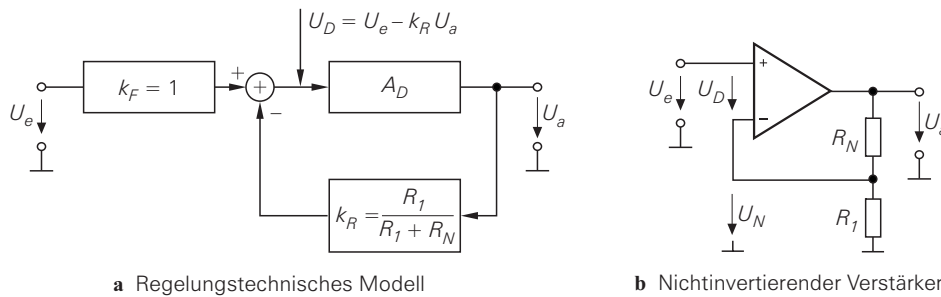 U_D = U_e – k_R U_a
k_F = 1
+
+
–
A_D
U_e
U_a
k_R = R_1 / (R_1 + R_N)
a Regelungstechnisches Modell
+
–
U_e
U_D
R_N
U_a
U_N
R_1
b Nichtinvertierender Verstärker